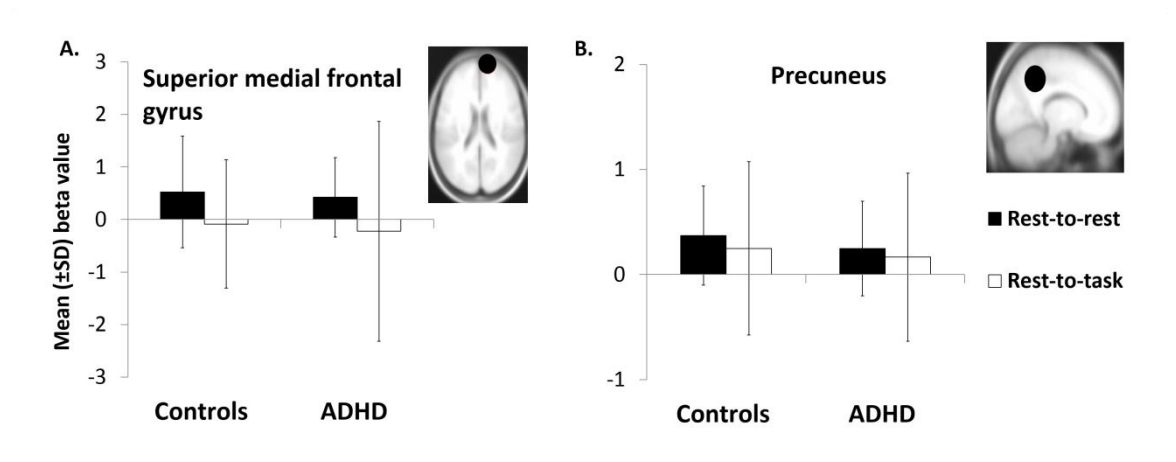 A.
Superior medial frontal
gyrus
Mean (±SD) beta value
3
2
1
0
-1
-2
-3
Controls
ADHD
B.
Precuneus
2
1
0
-1
Controls
ADHD
Rest-to-rest
Rest-to-task